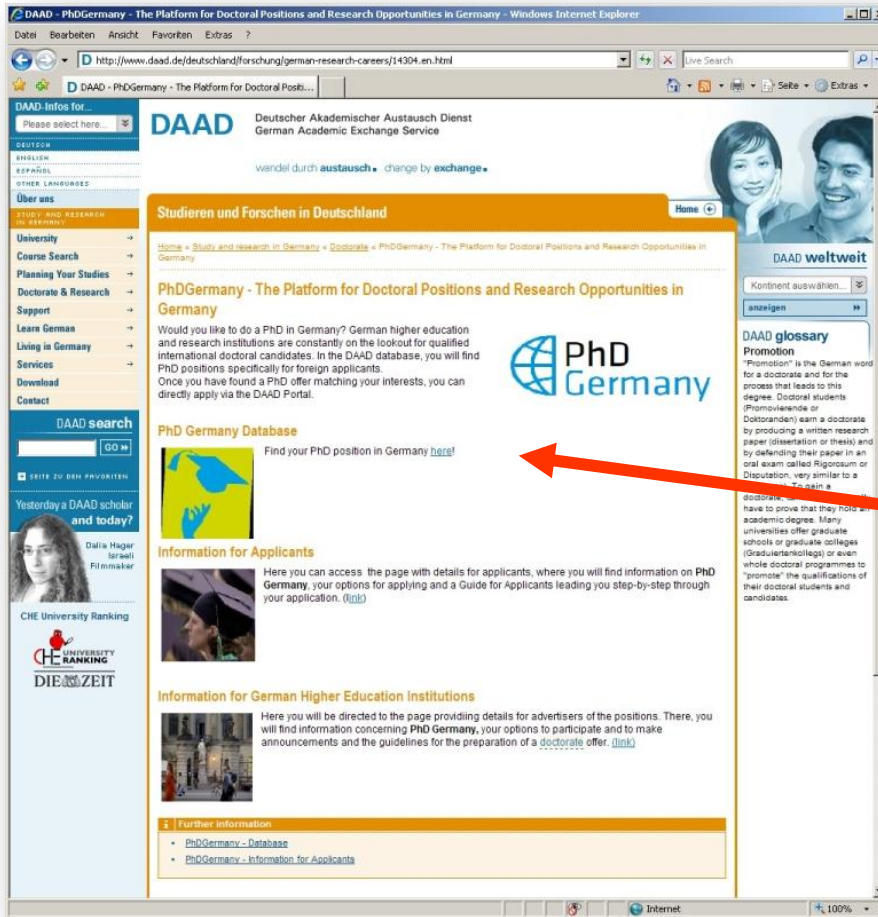 DAAD - PhDGermany - The Platform for Doctoral Positions and Research Opportunities in Germany - Windows Internet Explorer
Datei Bearbeiten Ansicht Favoriten Extras ?
http://www.daad.de/deutschland/forschung/german-research-careers/14304.en.html
Live Search
DAAD - PhDGermany - The Platform for Doctoral Positi...
Seite
Extras
DAAD-Infos for...
Please select here...
DEUTSCH
ENGLISH
ESPAÑOL
OTHER LANGUAGES
Über uns
STUDY AND RESEARCH
IN GERMANY
University
Course Search
Planning Your Studies
Doctorate & Research
Support
Learn German
Living in Germany
Services
Download
Contact
DAAD search
GO
SEITE ZU DEN FAVORITEN
Yesterday a DAAD scholar
and today?
Dalia Hager
Israeli
Filmmaker
CHE University Ranking
CHE UNIVERSITY
RANKING
DIE ZEIT
DAAD
Deutscher Akademischer Austausch Dienst
German Academic Exchange Service
wandel durch austausch. change by exchange.
Studieren und Forschen in Deutschland
Home
Home « Study and research in Germany « Doctorate « PhDGermany - The Platform for Doctoral Positions and Research Opportunities in
Germany
PhDGermany - The Platform for Doctoral Positions and Research Opportunities in
Germany
Would you like to do a PhD in Germany? German higher education
and research institutions are constantly on the lookout for qualified
international doctoral candidates. In the DAAD database, you will find
PhD positions specifically for foreign applicants.
Once you have found a PhD offer matching your interests, you can
directly apply via the DAAD Portal.
PhD
Germany
PhD Germany Database
Find your PhD position in Germany here!
Information for Applicants
Here you can access the page with details for applicants, where you will find information on PhD
Germany, your options for applying and a Guide for Applicants leading you step-by-step through
your application. (link)
Information for German Higher Education Institutions
Here you will be directed to the page providiing details for advertisers of the positions. There, you
will find information concerning PhD Germany, your options to participate and to make
announcements and the guidelines for the preparation of a doctorate offer. (link)
i Further information
PhDGermany - Database
PhDGermany - Information for Applicants
DAAD weltweit
Kontinent auswählen...
anzeigen
DAAD glossary
Promotion
"Promotion" is the German word
for a doctorate and for the
process that leads to this
degree. Doctoral students
(Promovierende or
Doktoranden) earn a doctorate
by producing a written research
paper (dissertation or thesis) and
by defending their paper in an
oral exam called Rigorosum or
Disputation, very similar to a
To gain a
doctorate,
have to prove that they hold an
academic degree. Many
universities offer graduate
schools or graduate colleges
(Graduiertenkollegs) or even
whole doctoral programmes to
"promote" the qualifications of
their doctoral students and
candidates.
Internet
100%